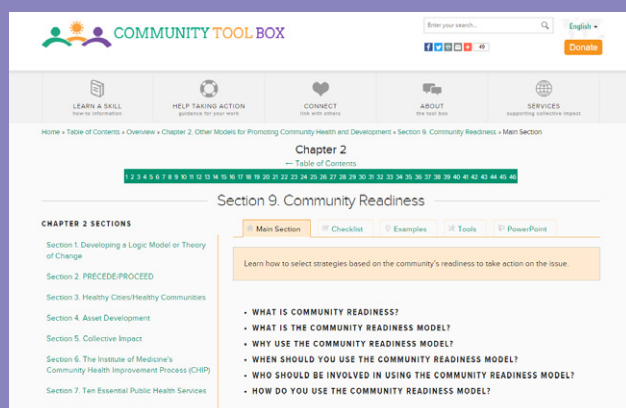 COMMUNITY TOOL BOX
Enter your search...
English
49
Donate
LEARN A SKILL
how-to information
HELP TAKING ACTION
guidance for your work
CONNECT
link with others
ABOUT
the tool box
SERVICES
supporting collective impact
Home » Table of Contents » Overview » Chapter 2. Other Models for Promoting Community Health and Development » Section 9. Community Readiness » Main Section
Chapter 2
← Table of Contents
1 2 3 4 5 6 7 8 9 10 11 12 13 14 15 16 17 18 19 20 21 22 23 24 25 26 27 28 29 30 31 32 33 34 35 36 37 38 39 40 41 42 43 44 45 46
Section 9. Community Readiness
CHAPTER 2 SECTIONS
Section 1. Developing a Logic Model or Theory
of Change
Section 2. PRECEDE/PROCEED
Section 3. Healthy Cities/Healthy Communities
Section 4. Asset Development
Section 5. Collective Impact
Section 6. The Institute of Medicine's
Community Health Improvement Process (CHIP)
Section 7. Ten Essential Public Health Services
Main Section
Checklist
Examples
Tools
PowerPoint
Learn how to select strategies based on the community's readiness to take action on the issue.
• WHAT IS COMMUNITY READINESS?
• WHAT IS THE COMMUNITY READINESS MODEL?
• WHY USE THE COMMUNITY READINESS MODEL?
• WHEN SHOULD YOU USE THE COMMUNITY READINESS MODEL?
• WHO SHOULD BE INVOLVED IN USING THE COMMUNITY READINESS MODEL?
• HOW DO YOU USE THE COMMUNITY READINESS MODEL?